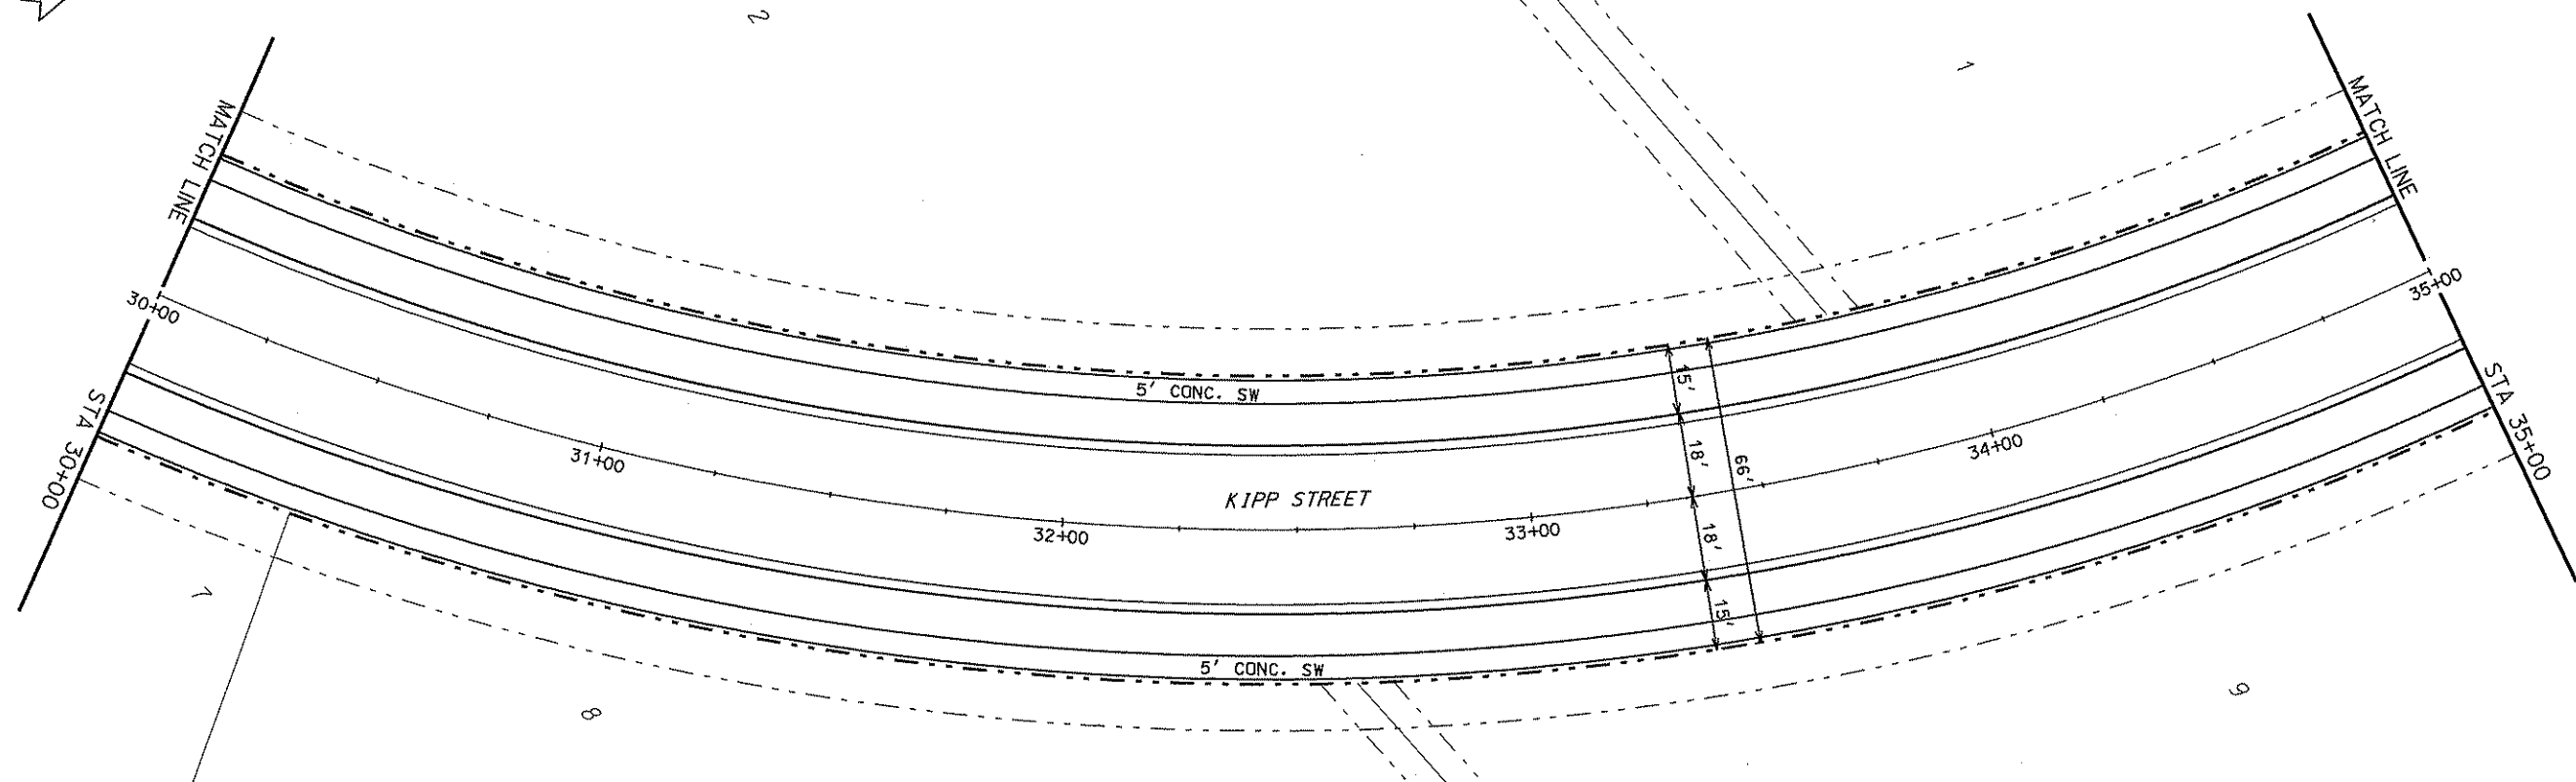 2
1
MATCH LINE
MATCH LINE
30+00
35+00
5' CONC. SW
15'
18'
66'
31+00
34+00
KIPP STREET
32+00
33+00
18'
15'
STA 30+00
STA 35+00
5' CONC. SW
7
8
9